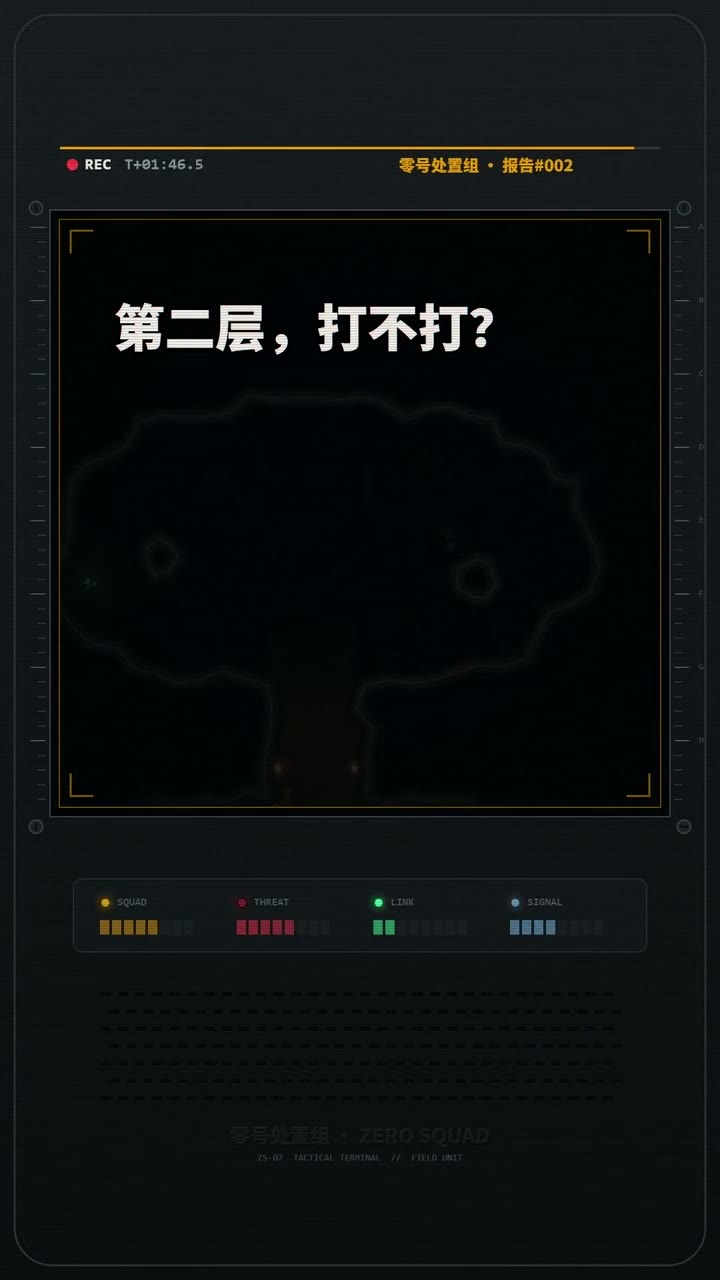 REC T+01:46.5 零号处置组 · 报告#002
第二层，打不打？
A
B
C
D
E
F
G
H
SQUAD THREAT LINK SIGNAL
零号处置组 · ZERO SQUAD
ZS-07 TACTICAL TERMINAL // FIELD UNIT